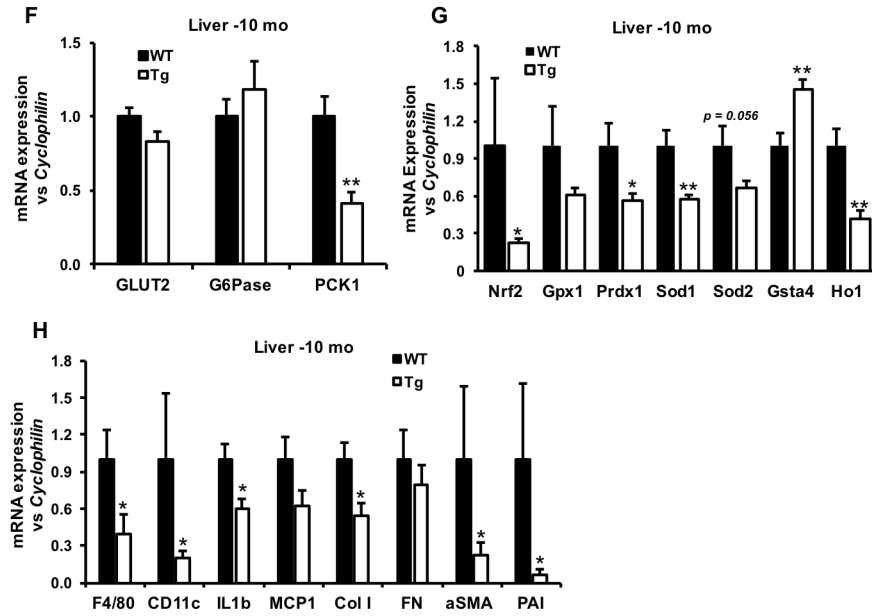 F
Liver -10 mo
mRNA expression
vs Cyclophilin
1.5
1.0
0.5
0.0
WT
Tg
**
GLUT2 G6Pase PCK1
G
Liver -10 mo
mRNA Expression
vs Cyclophilin
1.8
1.5
1.2
0.9
0.6
0.3
0
WT
Tg
*
*
**
p = 0.056
**
**
Nrf2 Gpx1 Prdx1 Sod1 Sod2 Gsta4 Ho1
H
Liver -10 mo
mRNA expression
vs Cyclophilin
1.8
1.5
1.2
0.9
0.6
0.3
0.0
WT
Tg
*
*
*
*
*
*
F4/80 CD11c IL1b MCP1 Col I FN aSMA PAI